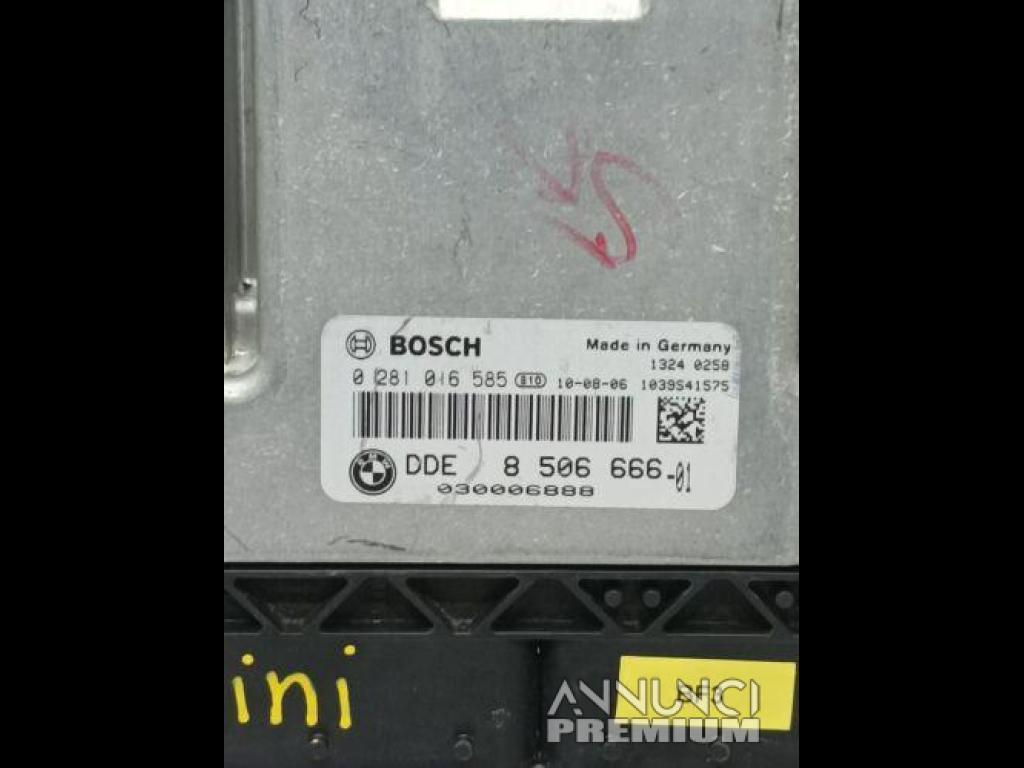 BOSCH
Made in Germany
1324 0258
0 281 016 585 810 10-08-06 1039S41575
DDE 8 506 666-01
030006888
ini
ANNUNCI
PREMIUM